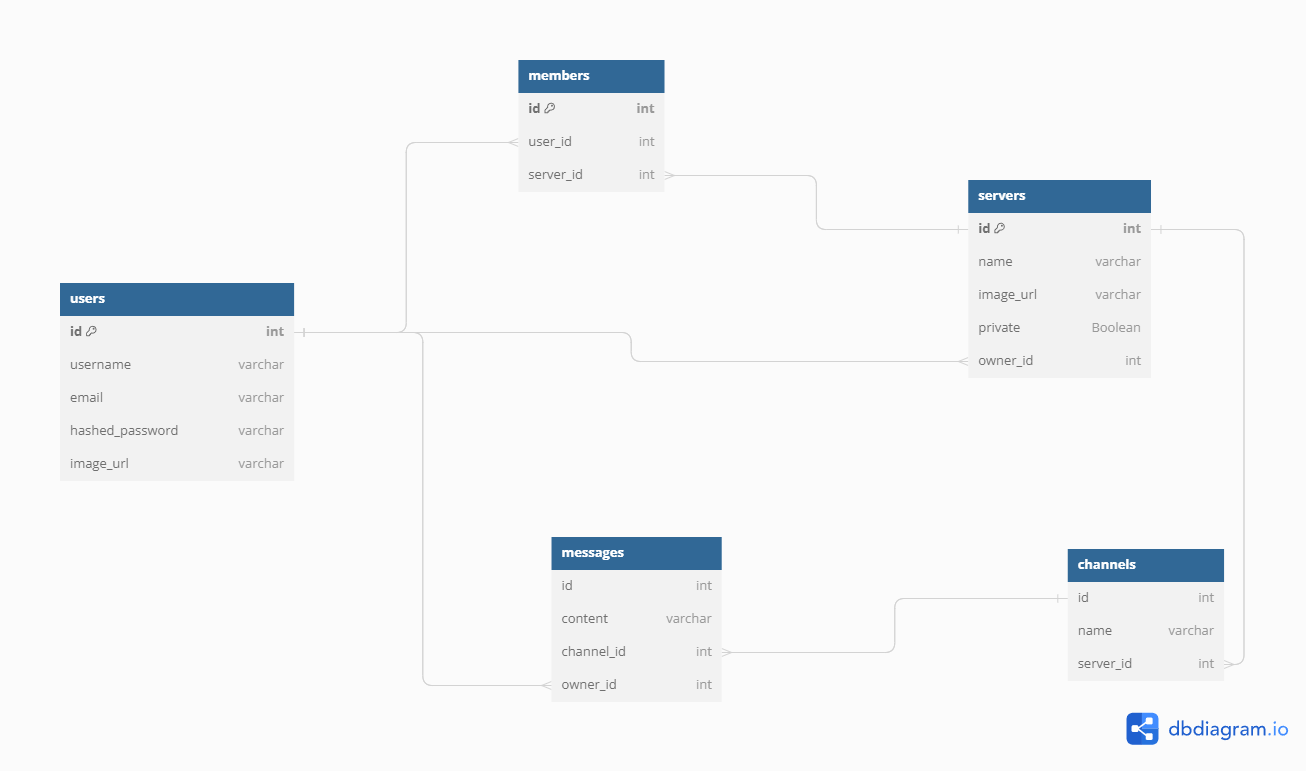 members
id int
user_id int
server_id int
servers
id int
name varchar
image_url varchar
private Boolean
owner_id int
users
id int
username varchar
email varchar
hashed_password varchar
image_url varchar
messages
id int
content varchar
channel_id int
owner_id int
channels
id int
name varchar
server_id int
dbdiagram.io